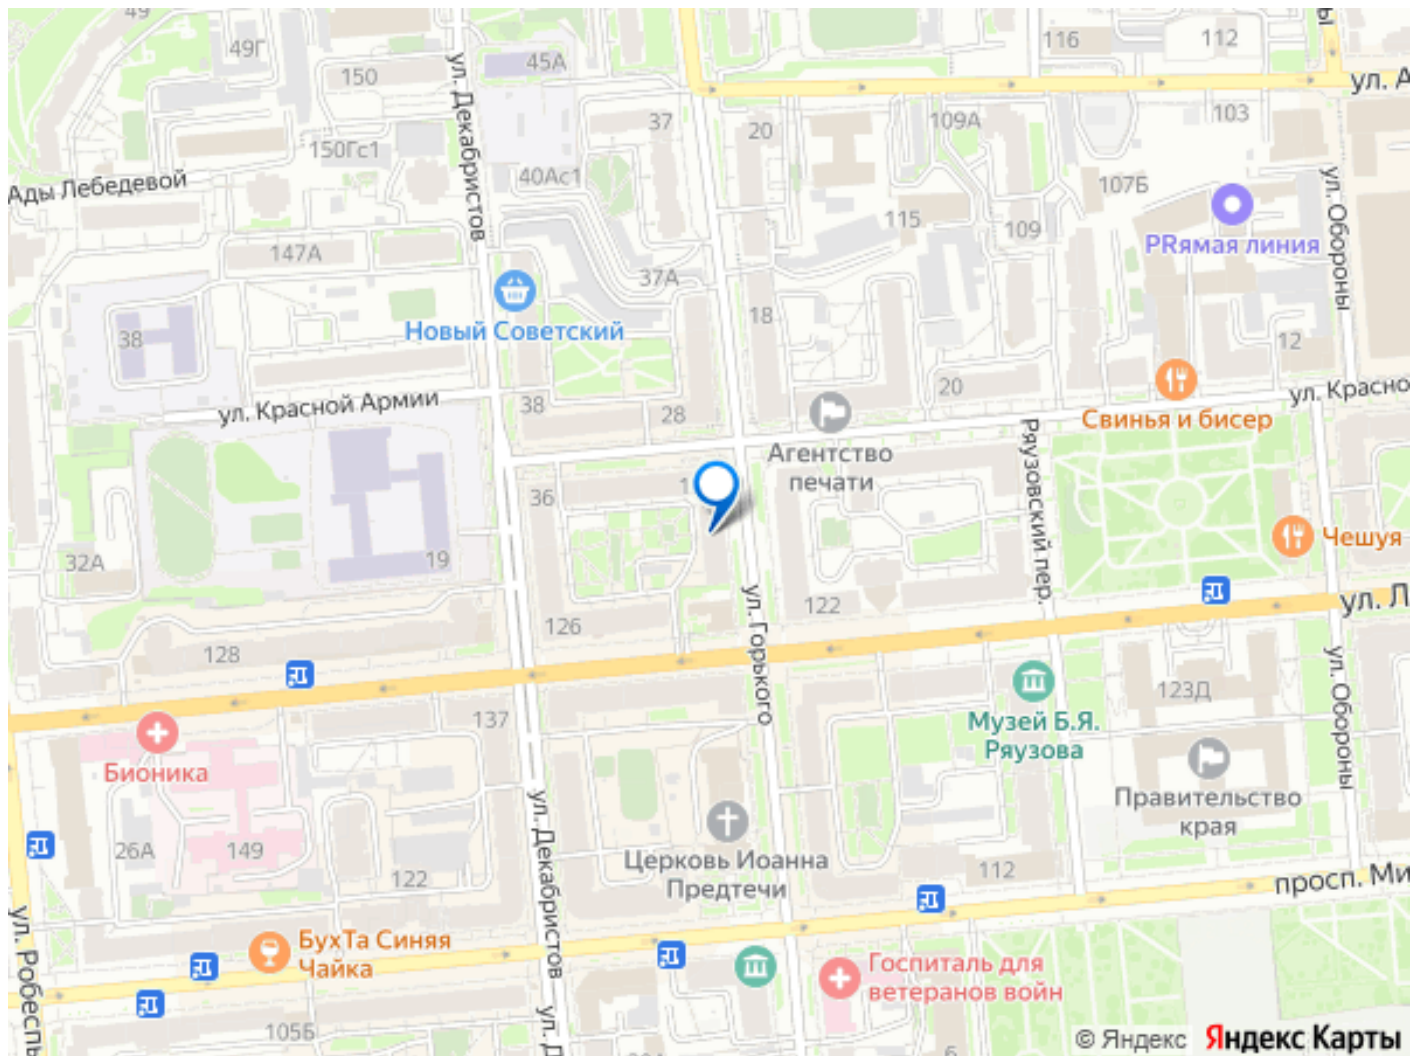 49
49Г
150
45А
116
112
ул. А
ул. Декабристов
37
20
109А
103
150Гс1
40Ас1
107Б
Ады Лебедевой
115
109
ул. Обороны
PRямая линия
147А
37А
18
38
Новый Советский
12
20
ул. Красной Армии
38
28
Свинья и бисер
ул. Красно
Агентство
печати
Ряузовский пер.
36
Чешуя
32А
19
ул. Горького
122
ул. Л
126
128
ул. Обороны
137
Музей Б.Я.
Ряузова
123Д
Бионика
Правительство
края
26А
149
122
Церковь Иоанна
Предтечи
112
просп. Ми
ул. Декабристов
ул. Робеспь
БухТа Синяя
Чайка
Госпиталь для
ветеранов войн
105Б
ул. Д
6
© Яндекс Яндекс Карты